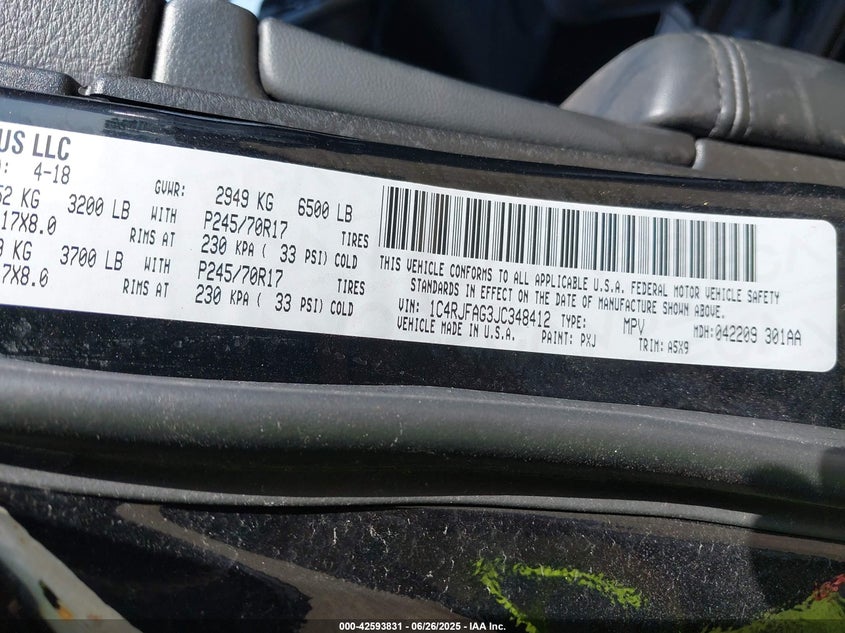 US LLC
4-18
GVWR: 2949 KG 6500 LB
52 KG 3200 LB WITH P245/70R17 TIRES
17X8.0 RIMS AT 230 KPA ( 33 PSI) COLD
KG 3700 LB WITH P245/70R17 TIRES
7X8.0 RIMS AT 230 KPA ( 33 PSI) COLD
THIS VEHICLE CONFORMS TO ALL APPLICABLE U.S.A. FEDERAL MOTOR VEHICLE SAFETY
STANDARDS IN EFFECT ON THE DATE OF MANUFACTURE SHOWN ABOVE.
VIN: 1C4RJFAG3JC348412 TYPE: MPV MDH: 042209 301AA
VEHICLE MADE IN U.S.A. PAINT: PXJ TRIM: A5X9
000-42593831 - 06/26/2025 - IAA Inc.